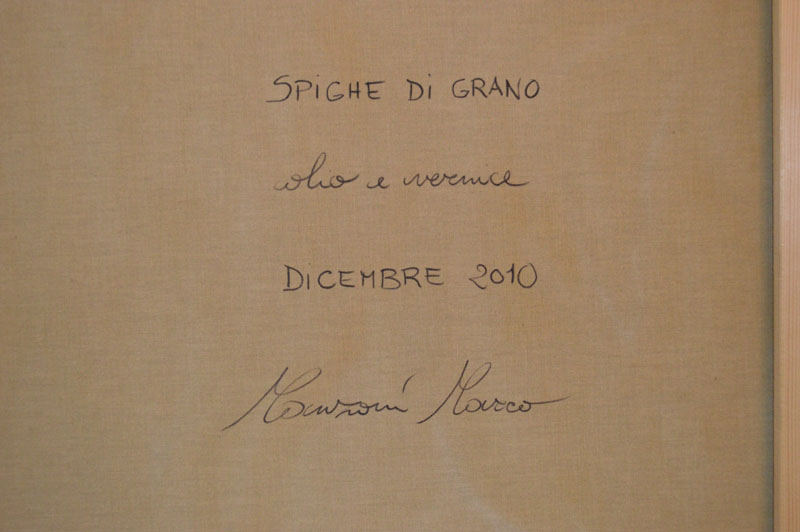 SPIGHE DI GRANO
olio e vernice
DICEMBRE 2010
Manzoni Marco